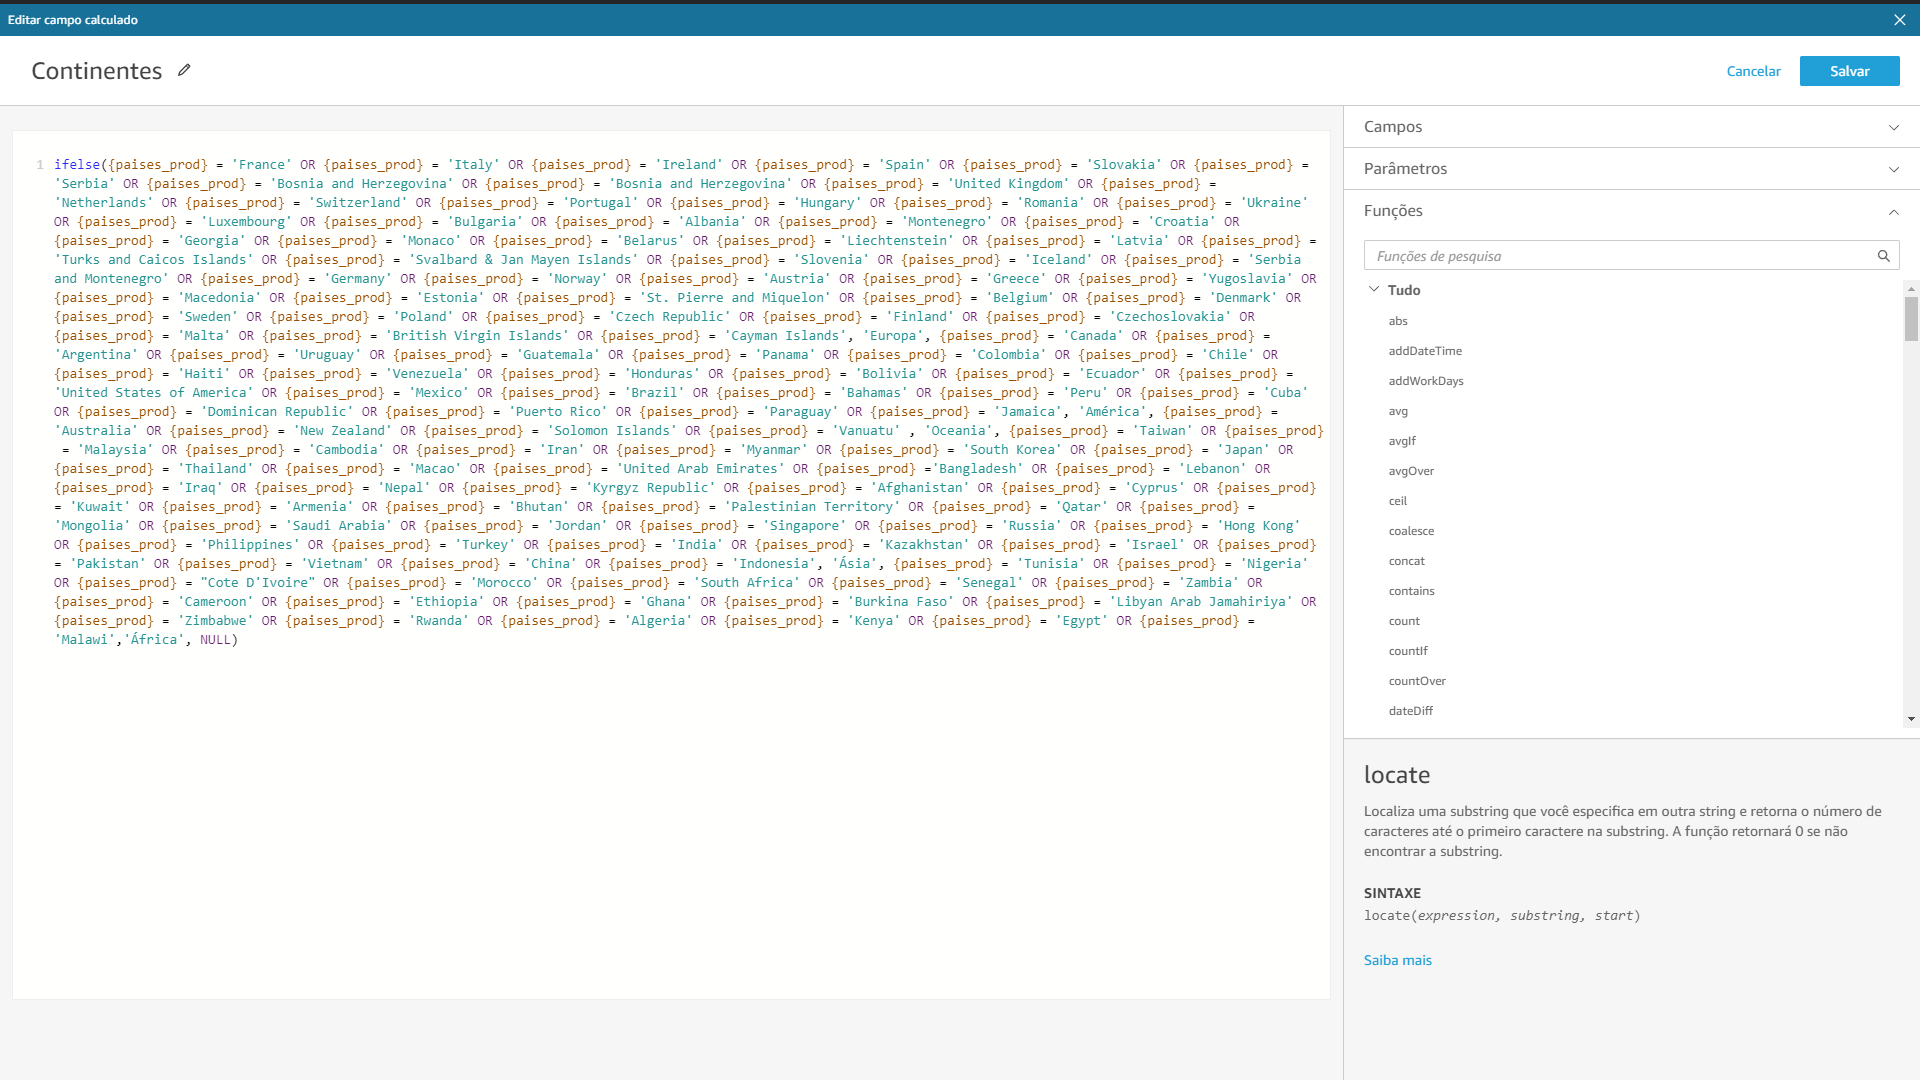 Editar campo calculado
Continentes
Cancelar
Salvar
1 ifelse({paises_prod} = 'France' OR {paises_prod} = 'Italy' OR {paises_prod} = 'Ireland' OR {paises_prod} = 'Spain' OR {paises_prod} = 'Slovakia' OR {paises_prod} =
'Serbia' OR {paises_prod} = 'Bosnia and Herzegovina' OR {paises_prod} = 'Bosnia and Herzegovina' OR {paises_prod} = 'United Kingdom' OR {paises_prod} =
'Netherlands' OR {paises_prod} = 'Switzerland' OR {paises_prod} = 'Portugal' OR {paises_prod} = 'Hungary' OR {paises_prod} = 'Romania' OR {paises_prod} = 'Ukraine'
OR {paises_prod} = 'Luxembourg' OR {paises_prod} = 'Bulgaria' OR {paises_prod} = 'Albania' OR {paises_prod} = 'Montenegro' OR {paises_prod} = 'Croatia' OR
{paises_prod} = 'Georgia' OR {paises_prod} = 'Monaco' OR {paises_prod} = 'Belarus' OR {paises_prod} = 'Liechtenstein' OR {paises_prod} = 'Latvia' OR {paises_prod} =
'Turks and Caicos Islands' OR {paises_prod} = 'Svalbard & Jan Mayen Islands' OR {paises_prod} = 'Slovenia' OR {paises_prod} = 'Iceland' OR {paises_prod} = 'Serbia
and Montenegro' OR {paises_prod} = 'Germany' OR {paises_prod} = 'Norway' OR {paises_prod} = 'Austria' OR {paises_prod} = 'Greece' OR {paises_prod} = 'Yugoslavia' OR
{paises_prod} = 'Macedonia' OR {paises_prod} = 'Estonia' OR {paises_prod} = 'St. Pierre and Miquelon' OR {paises_prod} = 'Belgium' OR {paises_prod} = 'Denmark' OR
{paises_prod} = 'Sweden' OR {paises_prod} = 'Poland' OR {paises_prod} = 'Czech Republic' OR {paises_prod} = 'Finland' OR {paises_prod} = 'Czechoslovakia' OR
{paises_prod} = 'Malta' OR {paises_prod} = 'British Virgin Islands' OR {paises_prod} = 'Cayman Islands', 'Europa', {paises_prod} = 'Canada' OR {paises_prod} =
'Argentina' OR {paises_prod} = 'Uruguay' OR {paises_prod} = 'Guatemala' OR {paises_prod} = 'Panama' OR {paises_prod} = 'Colombia' OR {paises_prod} = 'Chile' OR
{paises_prod} = 'Haiti' OR {paises_prod} = 'Venezuela' OR {paises_prod} = 'Honduras' OR {paises_prod} = 'Bolivia' OR {paises_prod} = 'Ecuador' OR {paises_prod} =
'United States of America' OR {paises_prod} = 'Mexico' OR {paises_prod} = 'Brazil' OR {paises_prod} = 'Bahamas' OR {paises_prod} = 'Peru' OR {paises_prod} = 'Cuba'
OR {paises_prod} = 'Dominican Republic' OR {paises_prod} = 'Puerto Rico' OR {paises_prod} = 'Paraguay' OR {paises_prod} = 'Jamaica', 'América', {paises_prod} =
'Australia' OR {paises_prod} = 'New Zealand' OR {paises_prod} = 'Solomon Islands' OR {paises_prod} = 'Vanuatu' , 'Oceania', {paises_prod} = 'Taiwan' OR {paises_prod}
= 'Malaysia' OR {paises_prod} = 'Cambodia' OR {paises_prod} = 'Iran' OR {paises_prod} = 'Myanmar' OR {paises_prod} = 'South Korea' OR {paises_prod} = 'Japan' OR
{paises_prod} = 'Thailand' OR {paises_prod} = 'Macao' OR {paises_prod} = 'United Arab Emirates' OR {paises_prod} ='Bangladesh' OR {paises_prod} = 'Lebanon' OR
{paises_prod} = 'Iraq' OR {paises_prod} = 'Nepal' OR {paises_prod} = 'Kyrgyz Republic' OR {paises_prod} = 'Afghanistan' OR {paises_prod} = 'Cyprus' OR {paises_prod}
= 'Kuwait' OR {paises_prod} = 'Armenia' OR {paises_prod} = 'Bhutan' OR {paises_prod} = 'Palestinian Territory' OR {paises_prod} = 'Qatar' OR {paises_prod} =
'Mongolia' OR {paises_prod} = 'Saudi Arabia' OR {paises_prod} = 'Jordan' OR {paises_prod} = 'Singapore' OR {paises_prod} = 'Russia' OR {paises_prod} = 'Hong Kong'
OR {paises_prod} = 'Philippines' OR {paises_prod} = 'Turkey' OR {paises_prod} = 'India' OR {paises_prod} = 'Kazakhstan' OR {paises_prod} = 'Israel' OR {paises_prod}
= 'Pakistan' OR {paises_prod} = 'Vietnam' OR {paises_prod} = 'China' OR {paises_prod} = 'Indonesia', 'Ásia', {paises_prod} = 'Tunisia' OR {paises_prod} = 'Nigeria'
OR {paises_prod} = "Cote D'Ivoire" OR {paises_prod} = 'Morocco' OR {paises_prod} = 'South Africa' OR {paises_prod} = 'Senegal' OR {paises_prod} = 'Zambia' OR
{paises_prod} = 'Cameroon' OR {paises_prod} = 'Ethiopia' OR {paises_prod} = 'Ghana' OR {paises_prod} = 'Burkina Faso' OR {paises_prod} = 'Libyan Arab Jamahiriya' OR
{paises_prod} = 'Zimbabwe' OR {paises_prod} = 'Rwanda' OR {paises_prod} = 'Algeria' OR {paises_prod} = 'Kenya' OR {paises_prod} = 'Egypt' OR {paises_prod} =
'Malawi','África', NULL)
Campos
Parâmetros
Funções
Funções de pesquisa
Tudo
abs
addDateTime
addWorkDays
avg
avgIf
avgOver
ceil
coalesce
concat
contains
count
countIf
countOver
dateDiff
locate
Localiza uma substring que você especifica em outra string e retorna o número de
caracteres até o primeiro caractere na substring. A função retornará 0 se não
encontrar a substring.
SINTAXE
locate(expression, substring, start)
Saiba mais